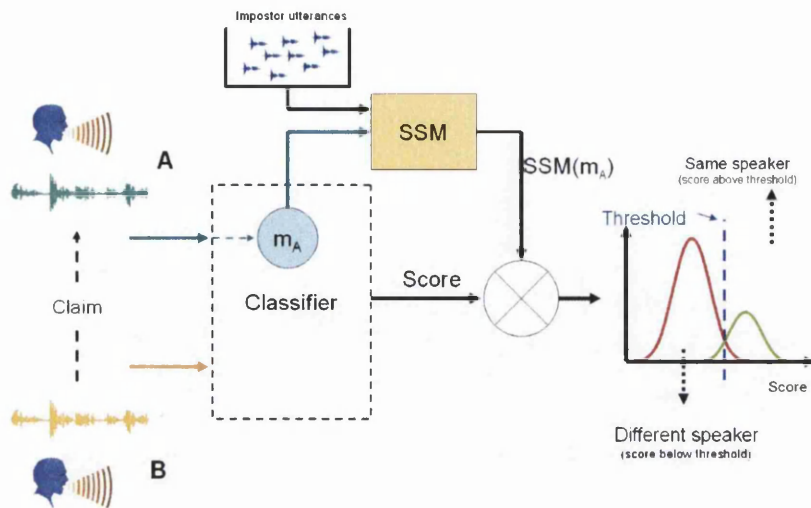 Impostor utterances
SSM
A
SSM(mA)
Same speaker
(score above threshold)
Threshold
mA
Score
Classifier
Claim
Score
Different speaker
(score below threshold)
B